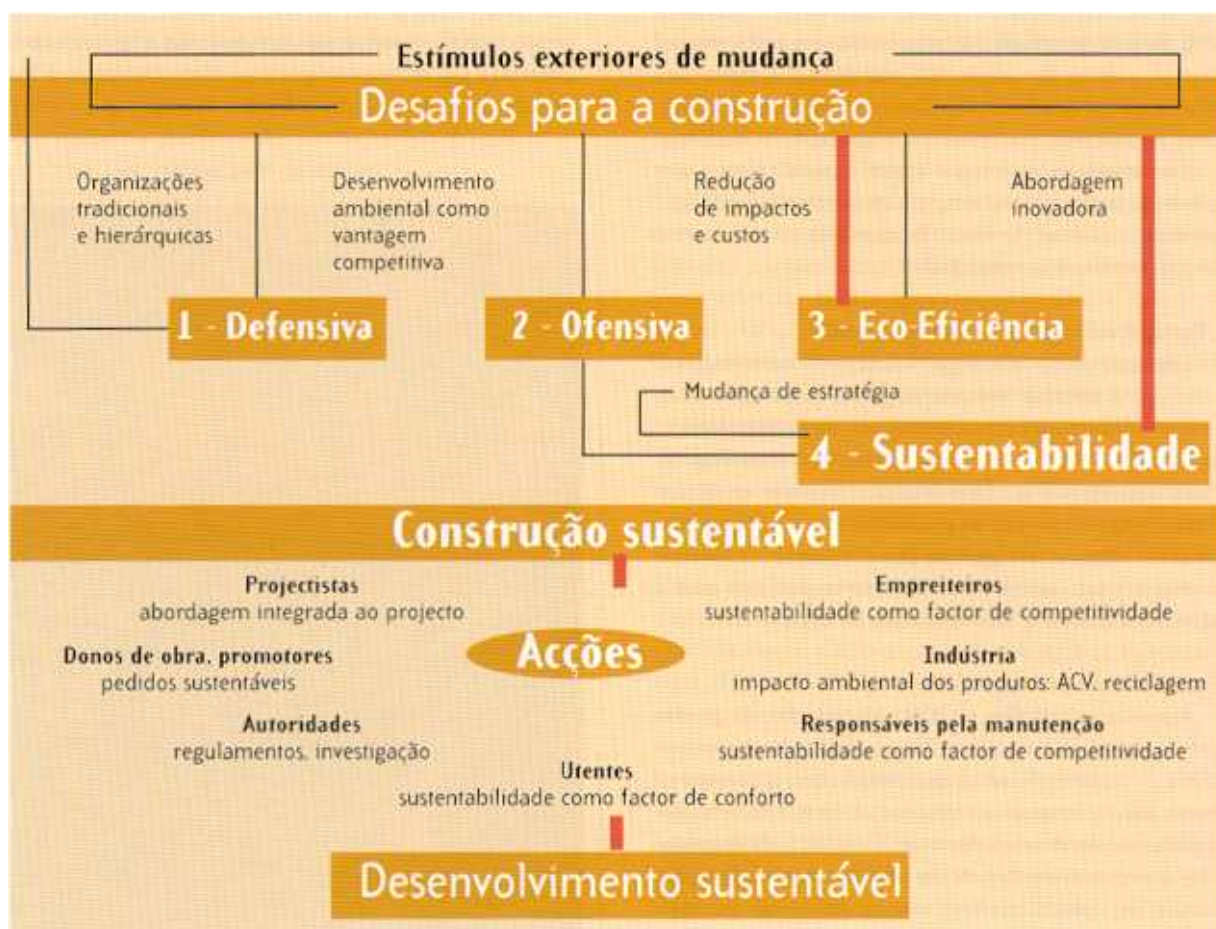 Estímulos exteriores de mudança
Desafios para a construção
Organizações
tradicionais
e hierárquicas
Desenvolvimento
ambiental como
vantagem
competitiva
Redução
de impactos
e custos
Abordagem
inovadora
1 - Defensiva
2 - Ofensiva
3 - Eco-Eficiência
Mudança de estratégia
4 - Sustentabilidade
Construção sustentável
Projectistas
abordagem integrada ao projecto
Empreiteiros
sustentabilidade como factor de competitividade
Acções
Donos de obra, promotores
pedidos sustentáveis
Indústria
impacto ambiental dos produtos: ACV, reciclagem
Autoridades
regulamentos, investigação
Responsáveis pela manutenção
sustentabilidade como factor de competitividade
Utentes
sustentabilidade como factor de conforto
Desenvolvimento sustentável